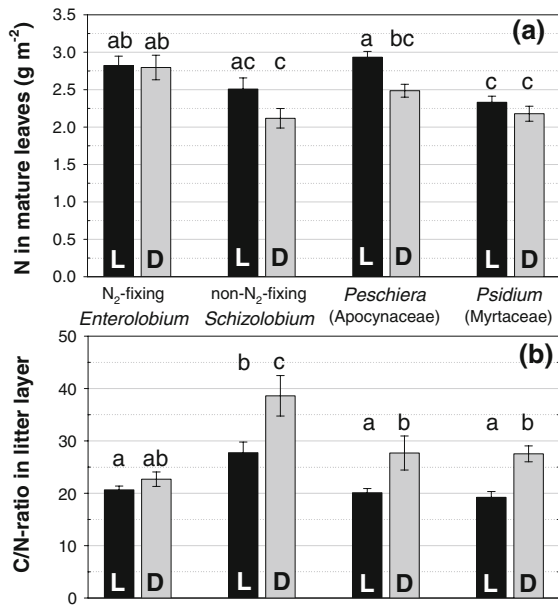 (a)
N in mature leaves (g m⁻²)
3.0
2.5
2.0
1.5
1.0
0.5
0.0
ab ab ac c a bc c c
L D L D L D L D
N₂-fixing non-N₂-fixing Peschiera Psidium
Enterolobium Schizolobium (Apocynaceae) (Myrtaceae)
(b)
C/N-ratio in litter layer
50
40
30
20
10
0
a ab b c a b a b
L D L D L D L D